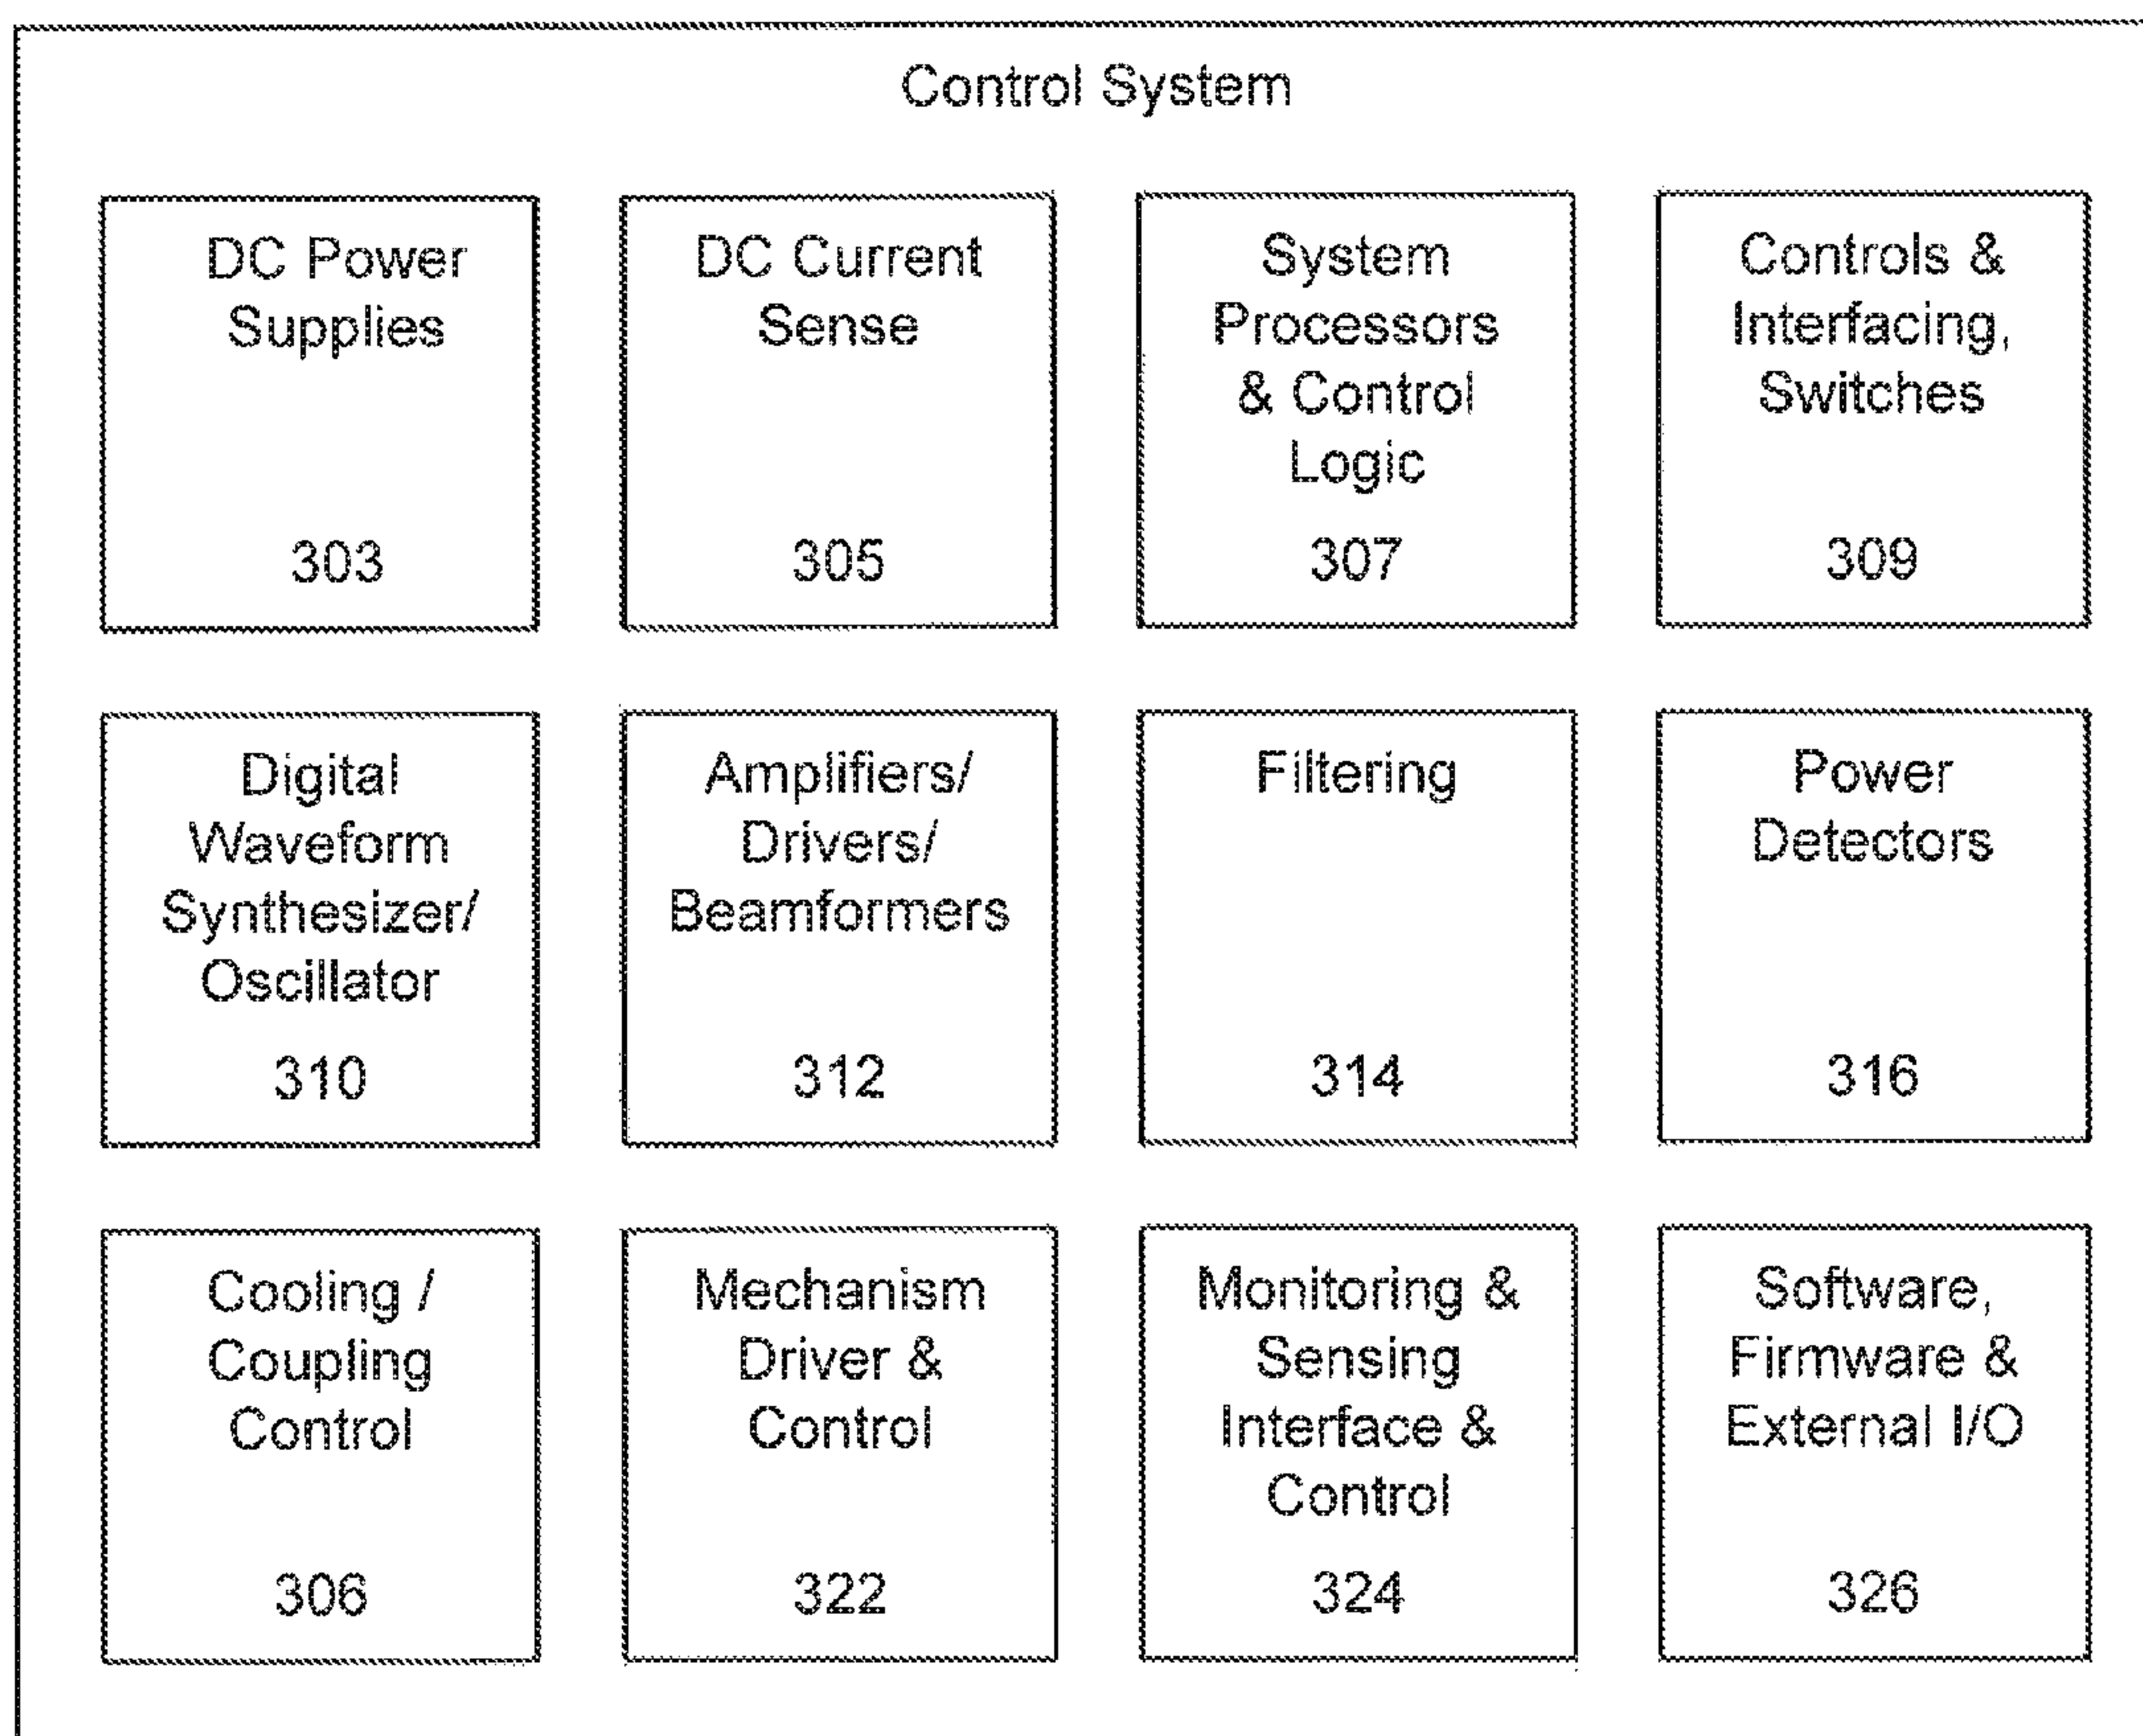 Control System
DC Power
Supplies
303
DC Current
Sense
305
System
Processors
& Control
Logic
307
Controls &
Interfacing,
Switches
309
Digital
Waveform
Synthesizer/
Oscillator
310
Amplifiers/
Drivers/
Beamformers
312
Filtering
314
Power
Detectors
316
Cooling /
Coupling
Control
306
Mechanism
Driver &
Control
322
Monitoring &
Sensing
Interface &
Control
324
Software,
Firmware &
External I/O
326